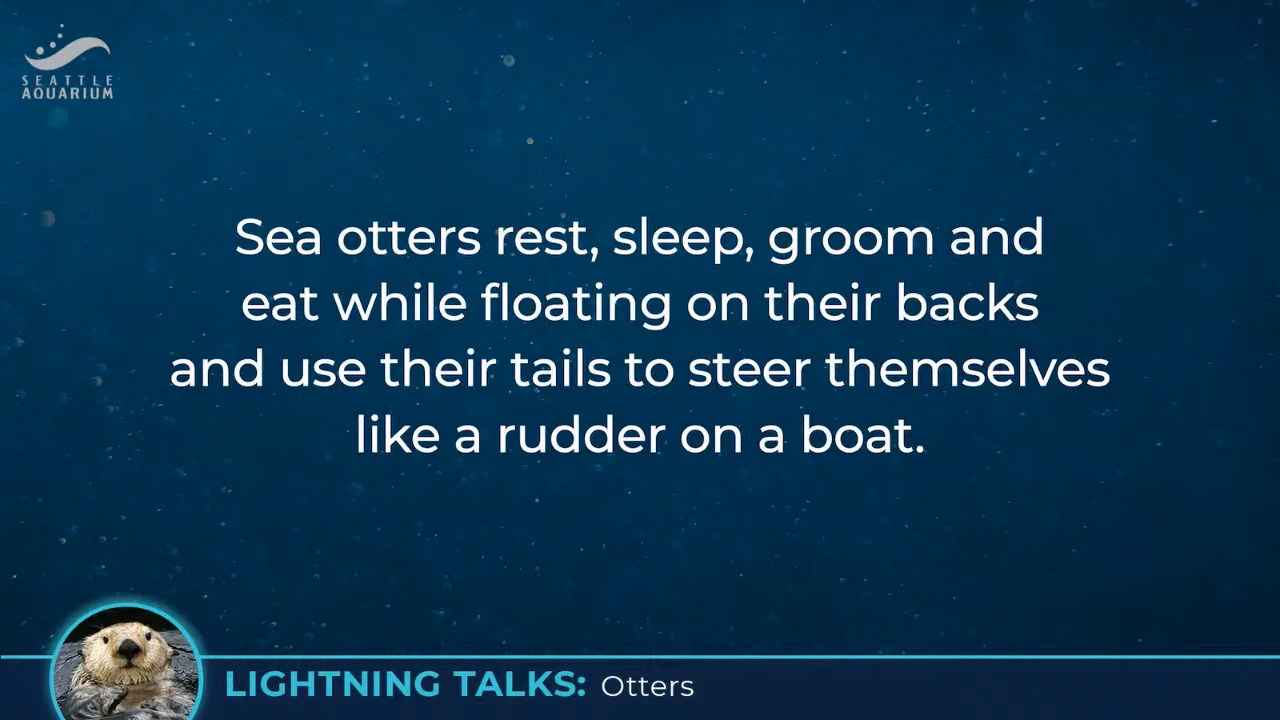 SEATTLE
AQUARIUM
Sea otters rest, sleep, groom and
eat while floating on their backs
and use their tails to steer themselves
like a rudder on a boat.
LIGHTNING TALKS: Otters